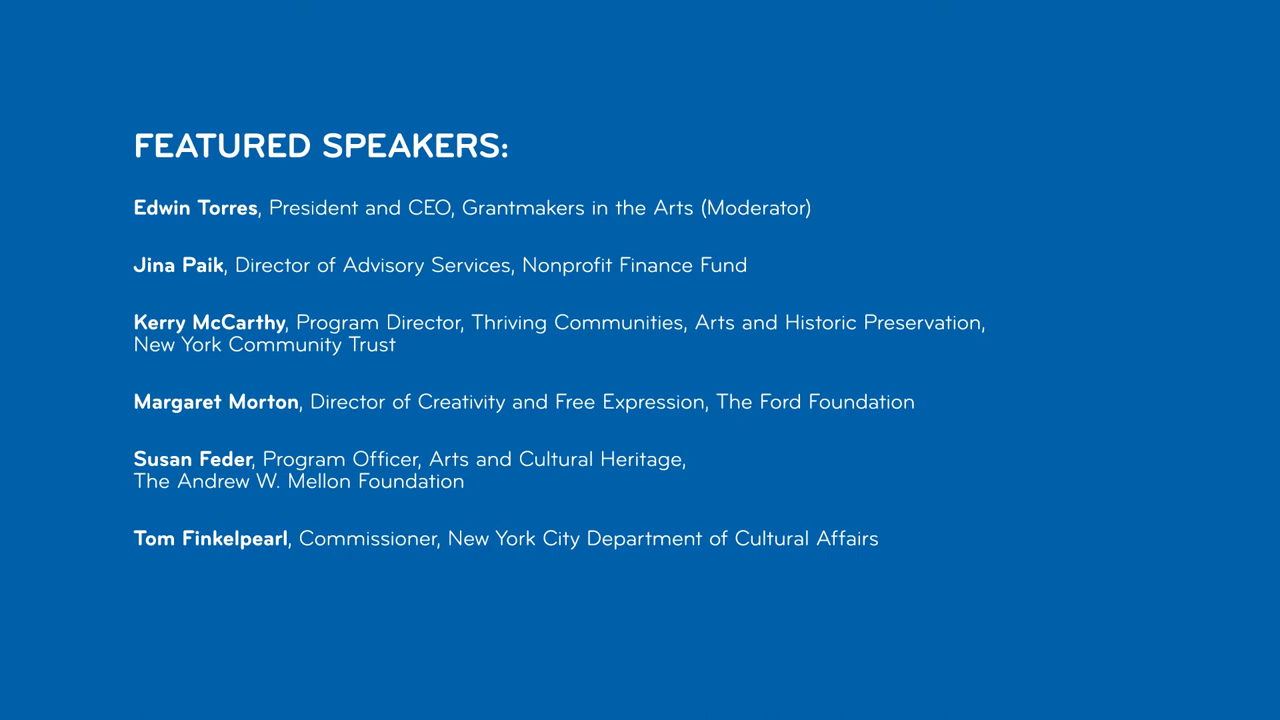 FEATURED SPEAKERS:
Edwin Torres, President and CEO, Grantmakers in the Arts (Moderator)
Jina Paik, Director of Advisory Services, Nonprofit Finance Fund
Kerry McCarthy, Program Director, Thriving Communities, Arts and Historic Preservation,
New York Community Trust
Margaret Morton, Director of Creativity and Free Expression, The Ford Foundation
Susan Feder, Program Officer, Arts and Cultural Heritage,
The Andrew W. Mellon Foundation
Tom Finkelpearl, Commissioner, New York City Department of Cultural Affairs